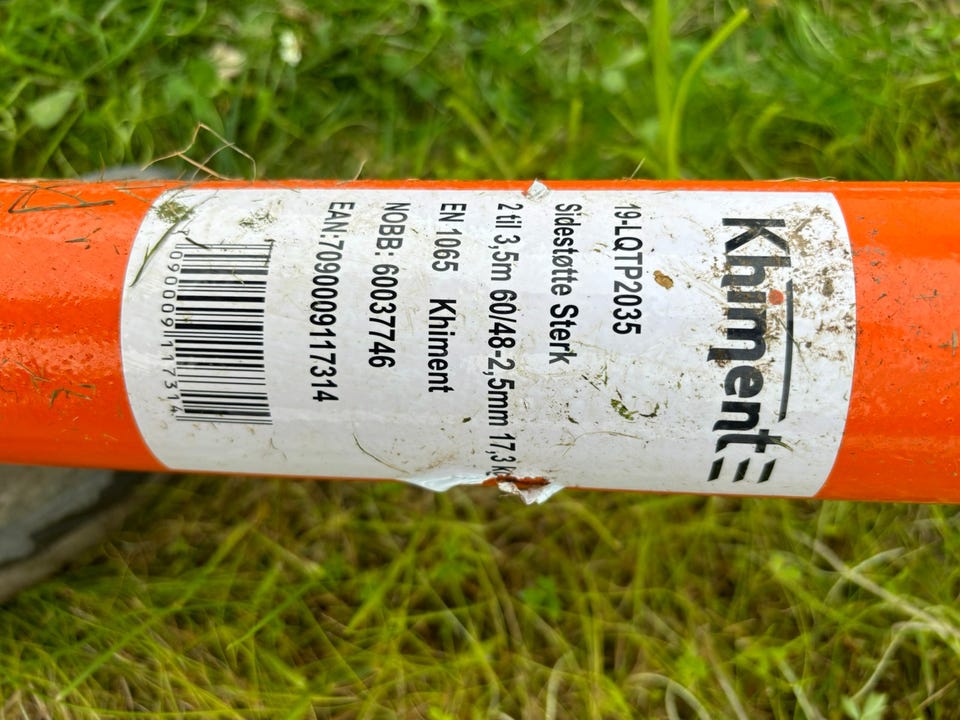 Khiment
19-LQTP2035
Sidestøtte Sterk
2 til 3,5m 60/48-2,5mm 17,3
EN 1065 Khiment
NOBB: 60037746
EAN:7090009117314
090009117314